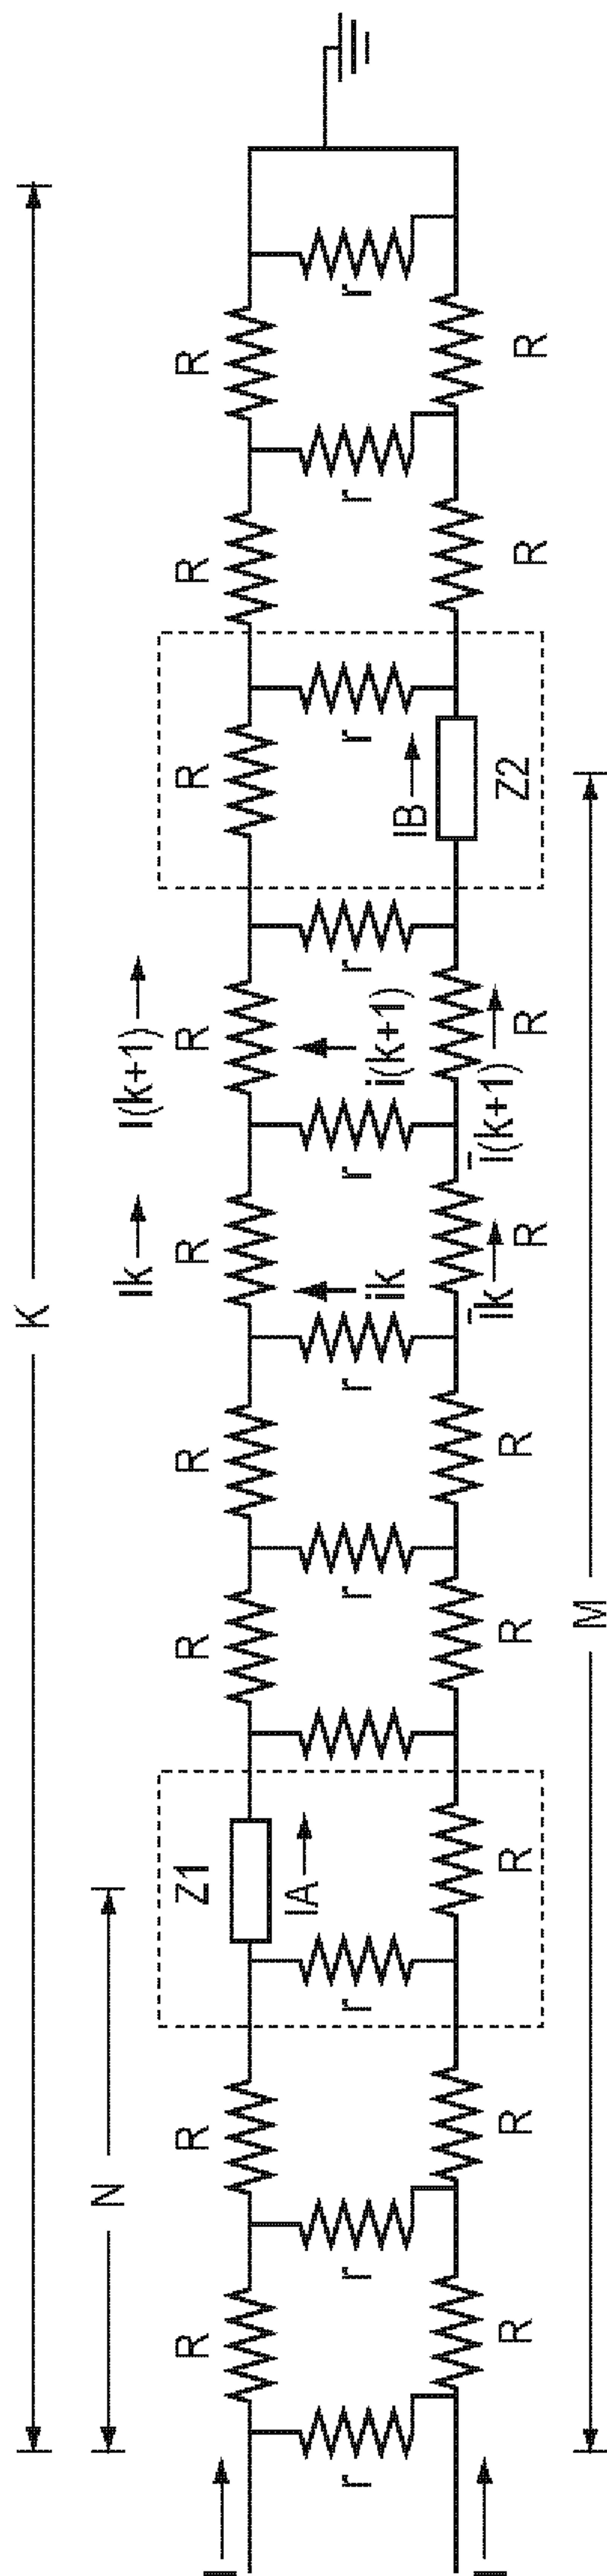 K
N
Ik I(k+1)
R R Z1 R R R R R R R
I
IA
r r r r r r r r r r
ik i(k+1) IB
I
Īk Ī(k+1)
R R R R R R R Z2 R R
M